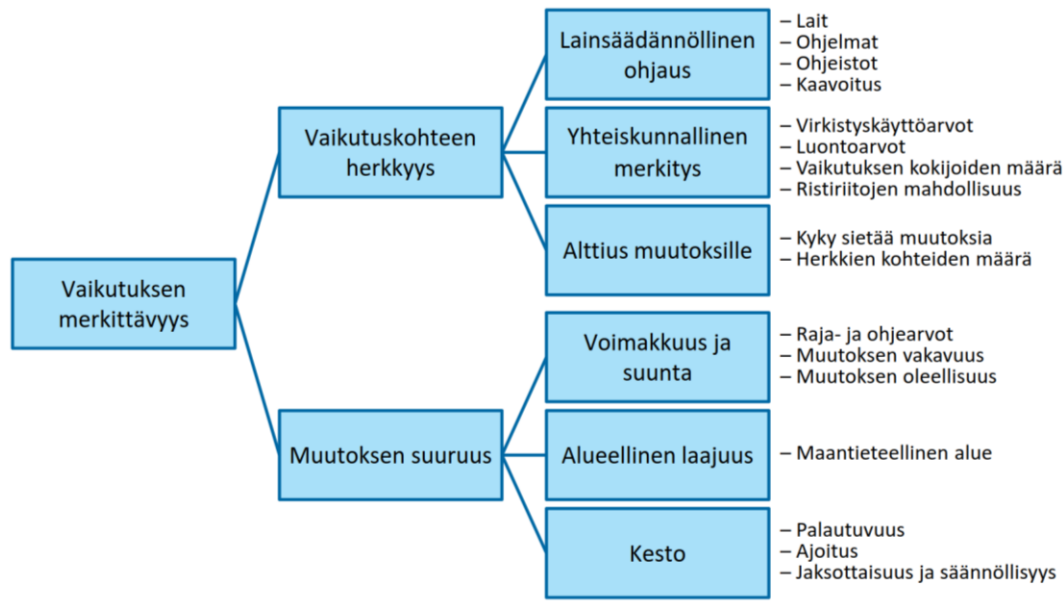 Vaikutuksen
merkittävyys
Vaikutuskohteen
herkkyys
Lainsäädännöllinen
ohjaus
– Lait
– Ohjelmat
– Ohjeistot
– Kaavoitus
Yhteiskunnallinen
merkitys
– Virkistyskäyttöarvot
– Luontoarvot
– Vaikutuksen kokijoiden määrä
– Ristiriitojen mahdollisuus
Alttius muutoksille
– Kyky sietää muutoksia
– Herkkien kohteiden määrä
Muutoksen suuruus
Voimakkuus ja
suunta
– Raja- ja ohjearvot
– Muutoksen vakavuus
– Muutoksen oleellisuus
Alueellinen laajuus
– Maantieteellinen alue
Kesto
– Palautuvuus
– Ajoitus
– Jaksottaisuus ja säännöllisyys